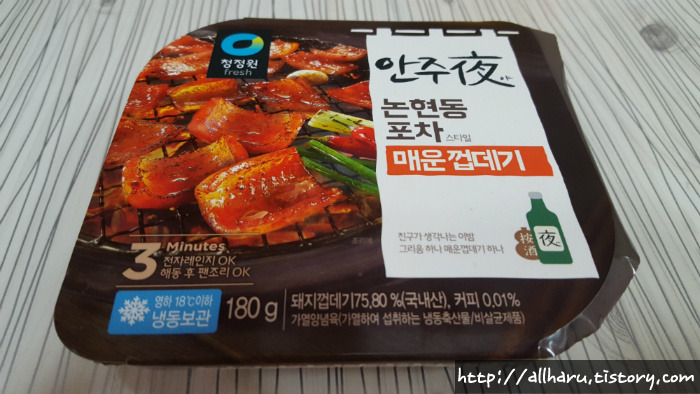 청정원
fresh
안주夜 야
논현동
포차 스타일
매운껍데기
친구가 생각나는 이밤
그리움 하나 매운껍데기 하나
按酒
夜
3 Minutes
전자레인지 OK
해동 후 팬조리 OK
영하 18℃이하
냉동보관
180 g
돼지껍데기75.80 %(국내산), 커피 0.01%
가열양념육(가열하여 섭취하는 냉동축산물/비살균제품)
http://allharu.tistory.com